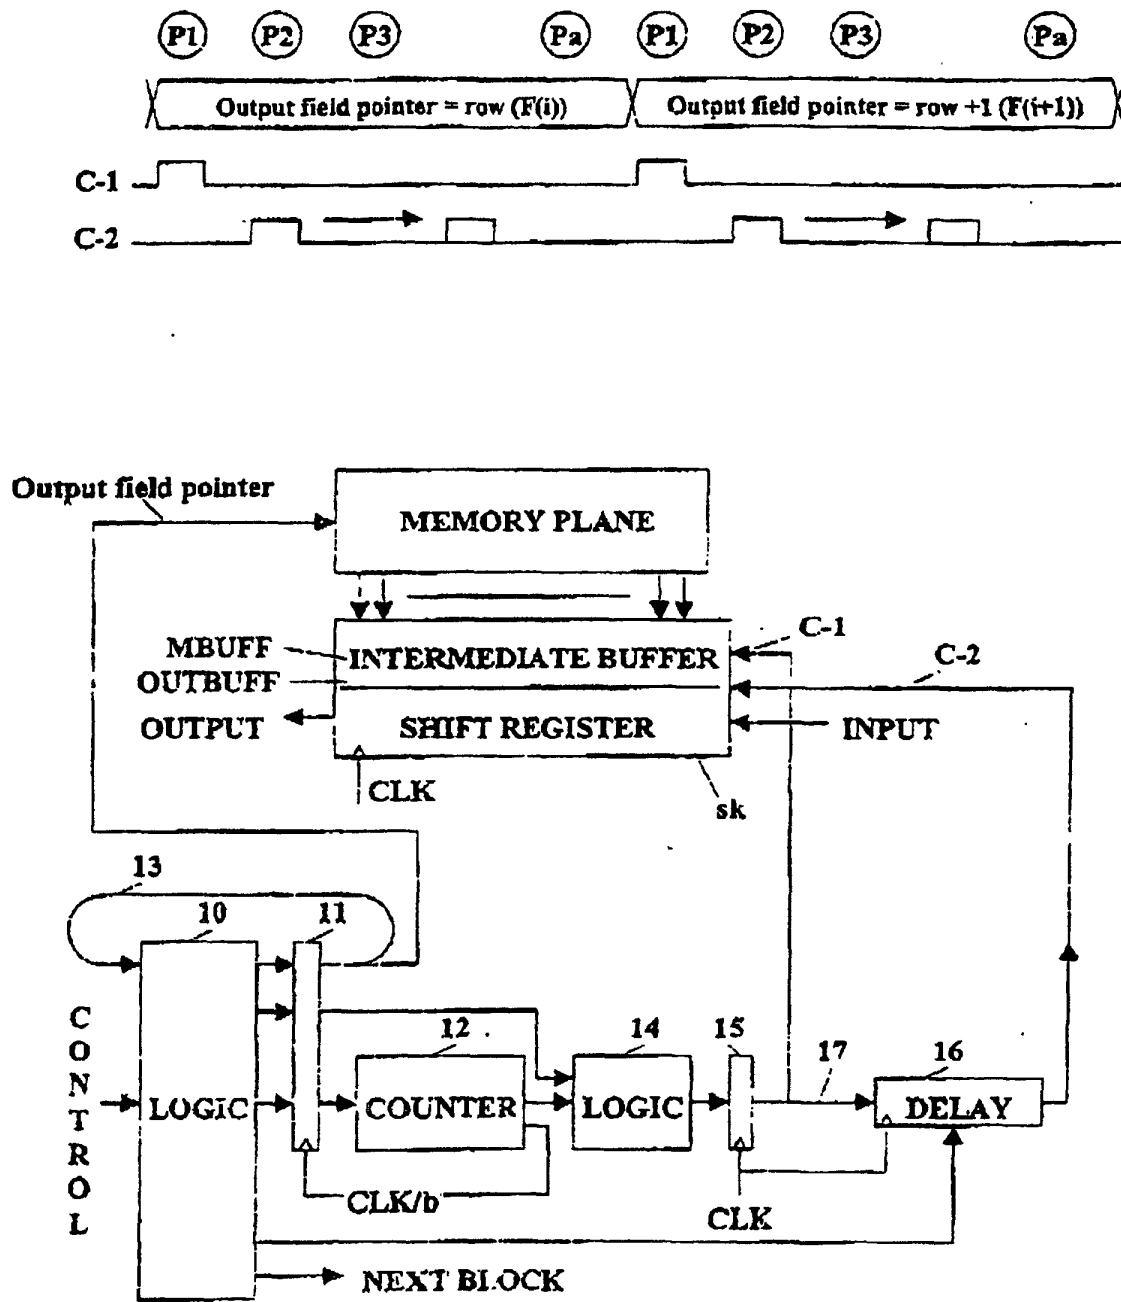 P1 P2 P3 Pa P1 P2 P3 Pa
Output field pointer = row (F(i)) Output field pointer = row +1 (F(i+1))
C-1
C-2
Output field pointer
MEMORY PLANE
C-1
MBUFF INTERMEDIATE BUFFER
C-2
OUTBUFF
OUTPUT SHIFT REGISTER INPUT
CLK
sk
13
10 11
12 14 15 17 16
CONTROL
LOGIC COUNTER LOGIC DELAY
CLK/b
CLK
NEXT BLOCK